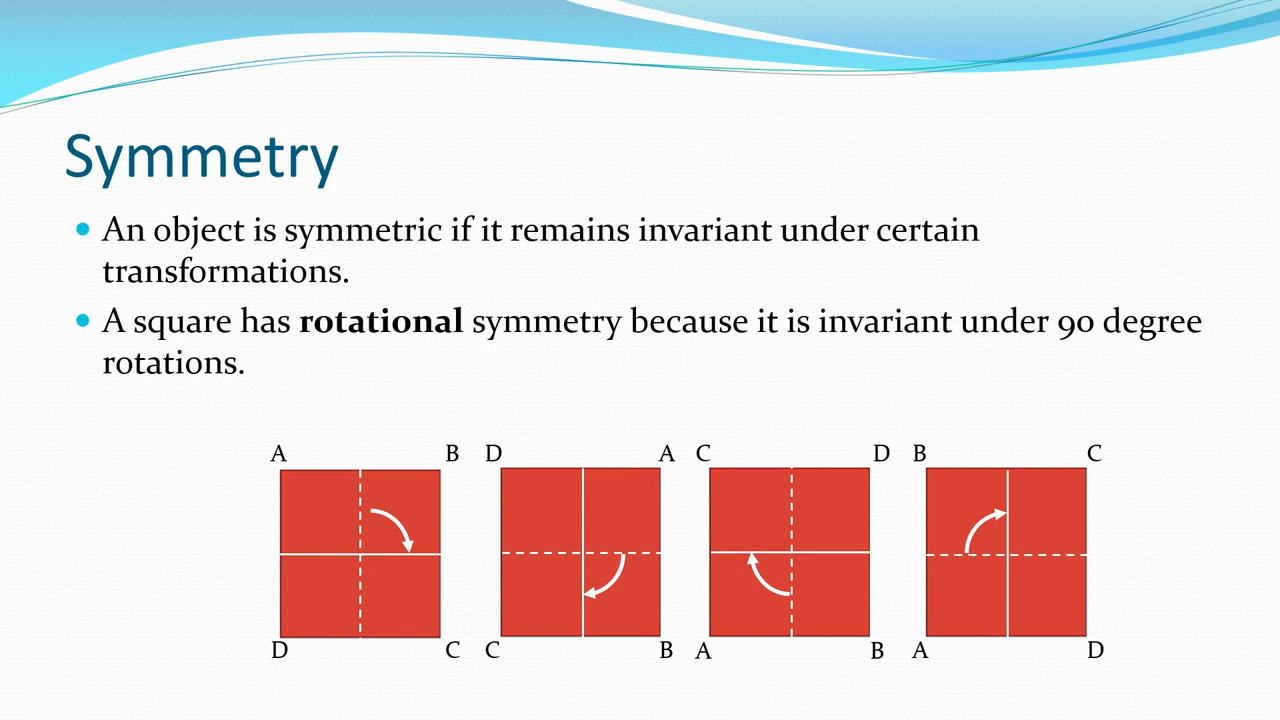 Symmetry
An object is symmetric if it remains invariant under certain
transformations.
A square has rotational symmetry because it is invariant under 90 degree
rotations.
A B D A C D B C
D C C B A B A D